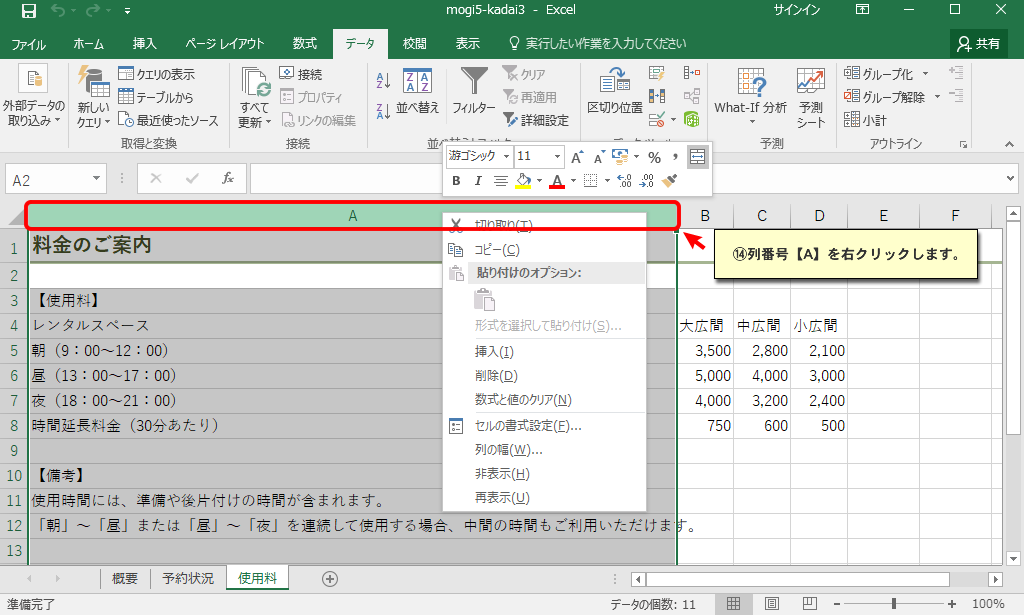 mogi5-kadai3 - Excel
サインイン
ファイル ホーム 挿入 ページ レイアウト 数式 データ 校閲 表示 実行したい作業を入力してください 共有
外部データの取り込み
新しいクエリ
クエリの表示
テーブルから
最近使ったソース
取得と変換
すべて更新
接続
プロパティ
リンクの編集
接続
並べ替え
フィルター
クリア
再適用
詳細設定
区切り位置
What-If 分析
予測シート
予測
グループ化
グループ解除
小計
アウトライン
游ゴシック 11
A2
fx
A B C D E F
⑭列番号【A】を右クリックします。
切り取り(T)
コピー(C)
貼り付けのオプション:
形式を選択して貼り付け(S)...
挿入(I)
削除(D)
数式と値のクリア(N)
セルの書式設定(F)...
列の幅(W)...
非表示(H)
再表示(U)
1 料金のご案内
2
3 【使用料】
4 レンタルスペース 大広間 中広間 小広間
5 朝（9：00～12：00） 3,500 2,800 2,100
6 昼（13：00～17：00） 5,000 4,000 3,000
7 夜（18：00～21：00） 4,000 3,200 2,400
8 時間延長料金（30分あたり） 750 600 500
9
10 【備考】
11 使用時間には、準備や後片付けの時間が含まれます。
12 「朝」～「昼」または「昼」～「夜」を連続して使用する場合、中間の時間もご利用いただけます。
13
概要 予約状況 使用料
準備完了 データの個数: 11 100%